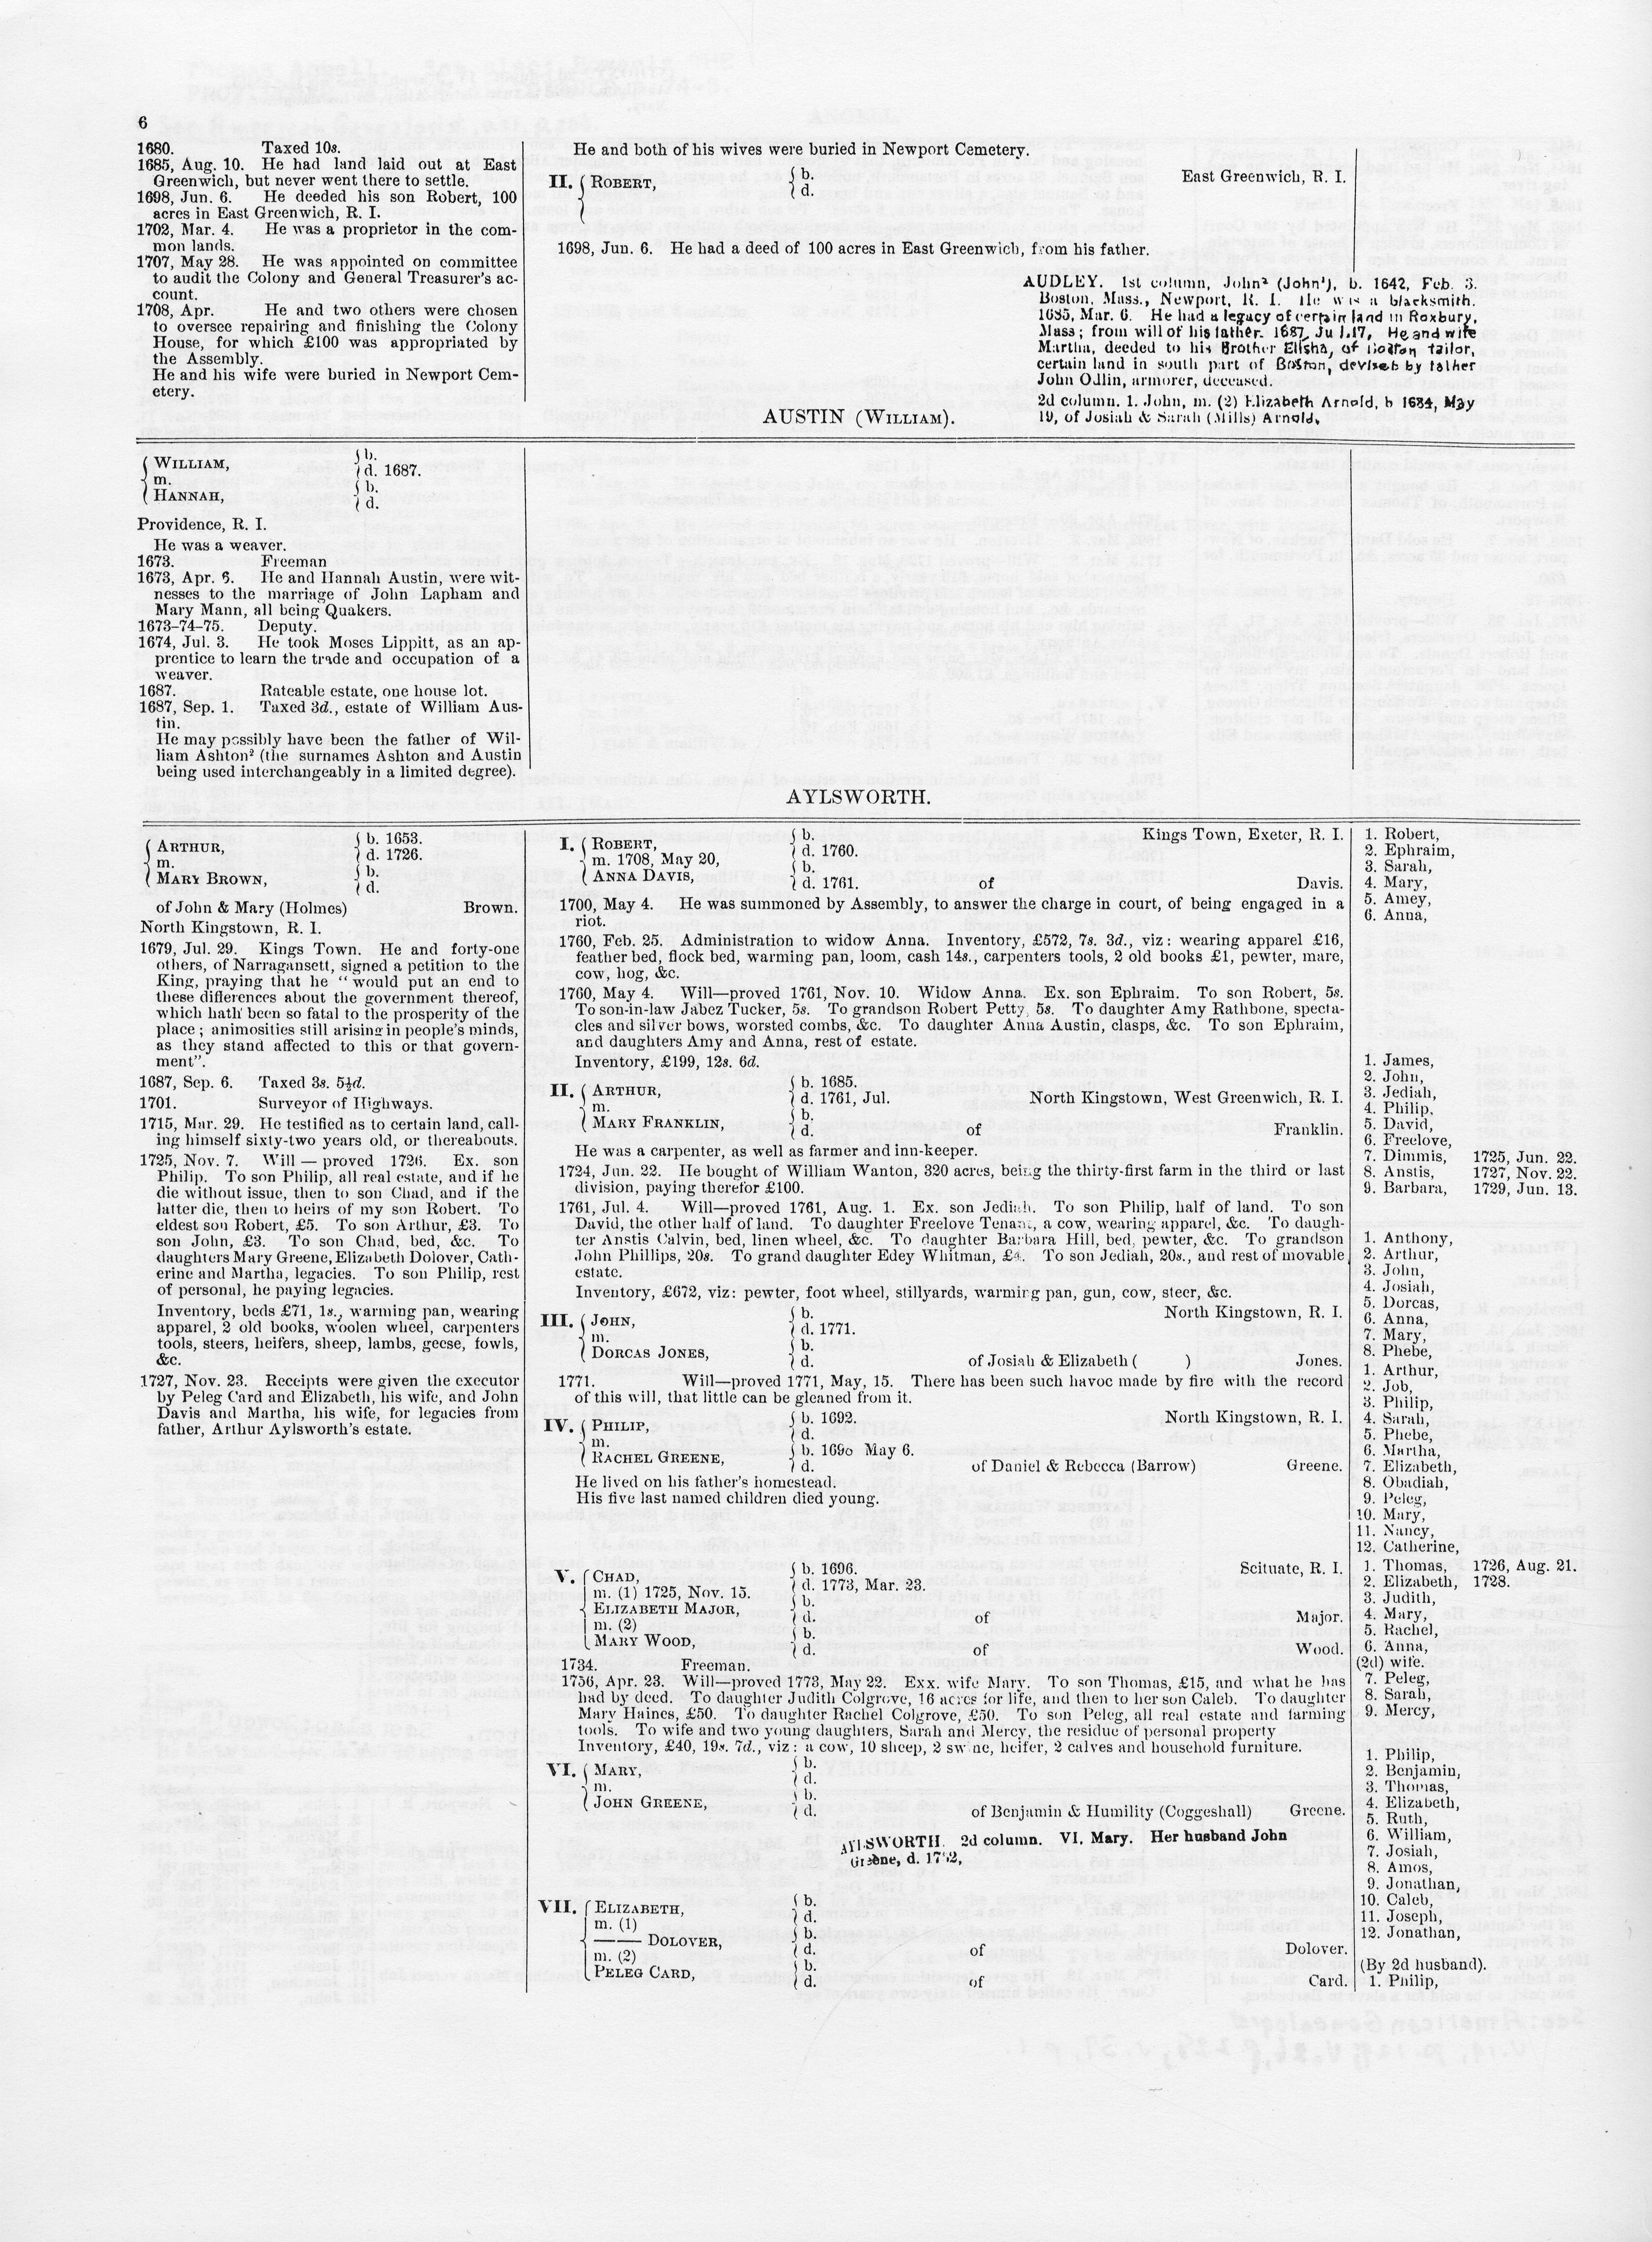 6
1680. Taxed 10s.
1685, Aug. 10. He had land laid out at East
Greenwich, but never went there to settle.
1698, Jun. 6. He deeded his son Robert, 100
acres in East Greenwich, R. I.
1702, Mar. 4. He was a proprietor in the com-
mon lands.
1707, May 28. He was appointed on committee
to audit the Colony and General Treasurer's ac-
count.
1708, Apr. He and two others were chosen
to oversee repairing and finishing the Colony
House, for which £100 was appropriated by
the Assembly.
He and his wife were buried in Newport Cem-
etery.
He and both of his wives were buried in Newport Cemetery.
II. { ROBERT, { b. East Greenwich, R. I.
{ d.
1698, Jun. 6. He had a deed of 100 acres in East Greenwich, from his father.
AUDLEY. 1st column, John² (John¹), b. 1642, Feb. 3.
Boston, Mass., Newport, R. I. He was a blacksmith.
1685, Mar. 6. He had a legacy of certain land in Roxbury,
Mass; from will of his father. 1687, Jul. 17, He and wife
Martha, deeded to his Brother Elisha, of Boston tailor,
certain land in south part of Boston, devised by father
John Odlin, armorer, deceased.
2d column. 1. John, m. (2) Elizabeth Arnold, b 1684, May
19, of Josiah & Sarah (Mills) Arnold,
AUSTIN (WILLIAM).
{ WILLIAM, { b.
m. { d. 1687.
HANNAH, { b.
{ d.
Providence, R. I.
He was a weaver.
1673. Freeman
1673, Apr. 6. He and Hannah Austin, were wit-
nesses to the marriage of John Lapham and
Mary Mann, all being Quakers.
1673-74-75. Deputy.
1674, Jul. 3. He took Moses Lippitt, as an ap-
prentice to learn the trade and occupation of a
weaver.
1687. Rateable estate, one house lot.
1687, Sep. 1. Taxed 3d., estate of William Aus-
tin.
He may possibly have been the father of Wil-
liam Ashton² (the surnames Ashton and Austin
being used interchangeably in a limited degree).
AYLSWORTH.
{ ARTHUR, { b. 1653.
m. { d. 1726.
MARY BROWN, { b.
{ d.
of John & Mary (Holmes) Brown.
North Kingstown, R. I.
1679, Jul. 29. Kings Town. He and forty-one
others, of Narragansett, signed a petition to the
King, praying that he "would put an end to
these differences about the government thereof,
which hath been so fatal to the prosperity of the
place; animosities still arising in people's minds,
as they stand affected to this or that govern-
ment".
1687, Sep. 6. Taxed 3s. 5½d.
1701. Surveyor of Highways.
1715, Mar. 29. He testified as to certain land, call-
ing himself sixty-two years old, or thereabouts.
1725, Nov. 7. Will — proved 1726. Ex. son
Philip. To son Philip, all real estate, and if he
die without issue, then to son Chad, and if the
latter die, then to heirs of my son Robert. To
eldest son Robert, £5. To son Arthur, £3. To
son John, £3. To son Chad, bed, &c. To
daughters Mary Greene, Elizabeth Dolover, Cath-
erine and Martha, legacies. To son Philip, rest
of personal, he paying legacies.
Inventory, beds £71, 1s., warming pan, wearing
apparel, 2 old books, woolen wheel, carpenters
tools, steers, heifers, sheep, lambs, geese, fowls,
&c.
1727, Nov. 23. Receipts were given the executor
by Peleg Card and Elizabeth, his wife, and John
Davis and Martha, his wife, for legacies from
father, Arthur Aylsworth's estate.
I. { ROBERT, { b. Kings Town, Exeter, R. I.
m. 1708, May 20, { d. 1760.
ANNA DAVIS, { b.
{ d. 1761. of Davis.
1700, May 4. He was summoned by Assembly, to answer the charge in court, of being engaged in a
riot.
1760, Feb. 25. Administration to widow Anna. Inventory, £572, 7s. 3d., viz: wearing apparel £16,
feather bed, flock bed, warming pan, loom, cash 14s., carpenters tools, 2 old books £1, pewter, mare,
cow, hog, &c.
1760, May 4. Will—proved 1761, Nov. 10. Widow Anna. Ex. son Ephraim. To son Robert, 5s.
To son-in-law Jabez Tucker, 5s. To grandson Robert Petty, 5s. To daughter Amy Rathbone, specta-
cles and silver bows, worsted combs, &c. To daughter Anna Austin, clasps, &c. To son Ephraim,
and daughters Amy and Anna, rest of estate.
Inventory, £199, 12s. 6d.
II. { ARTHUR, { b. 1685.
m. { d. 1761, Jul. North Kingstown, West Greenwich, R. I.
MARY FRANKLIN, { b.
{ d. of Franklin.
He was a carpenter, as well as farmer and inn-keeper.
1724, Jun. 22. He bought of William Wanton, 320 acres, being the thirty-first farm in the third or last
division, paying therefor £100.
1761, Jul. 4. Will—proved 1761, Aug. 1. Ex. son Jediah. To son Philip, half of land. To son
David, the other half of land. To daughter Freelove Tenant, a cow, wearing apparel, &c. To daugh-
ter Anstis Calvin, bed, linen wheel, &c. To daughter Barbara Hill, bed, pewter, &c. To grandson
John Phillips, 20s. To grand daughter Edey Whitman, To son Jediah, 20s., and rest of movable
estate.
Inventory, £672, viz: pewter, foot wheel, stillyards, warming pan, gun, cow, steer, &c.
III. { JOHN, { b. North Kingstown, R. I.
m. { d. 1771.
DORCAS JONES, { b.
{ d. of Josiah & Elizabeth ( ) Jones.
1771. Will—proved 1771, May, 15. There has been such havoc made by fire with the record
of this will, that little can be gleaned from it.
IV. { PHILIP, { b. 1692. North Kingstown, R. I.
m. { d.
RACHEL GREENE, { b. 1690 May 6.
{ d. of Daniel & Rebecca (Barrow) Greene.
He lived on his father's homestead.
His five last named children died young.
V. { CHAD, { b. 1696. Scituate, R. I.
m. (1) 1725, Nov. 15. { d. 1773, Mar. 23.
ELIZABETH MAJOR, { b.
m. (2) { d. of Major.
MARY WOOD, { b.
{ d. of Wood.
1734. Freeman.
1756, Apr. 23. Will—proved 1773, May 22. Exx. wife Mary. To son Thomas, £15, and what he has
had by deed. To daughter Judith Colgrove, 16 acres for life, and then to her son Caleb. To daughter
Mary Haines, £50. To daughter Rachel Colgrove, £50. To son Peleg, all real estate and farming
tools. To wife and two young daughters, Sarah and Mercy, the residue of personal property
Inventory, £40, 19s. 7d., viz: a cow, 10 sheep, 2 swine, heifer, 2 calves and household furniture.
VI. { MARY, { b.
m. { d.
JOHN GREENE, { b.
{ d. of Benjamin & Humility (Coggeshall) Greene.
AYLSWORTH. 2d column. VI. Mary. Her husband John
Greene, d.
VII. { ELIZABETH, { b.
m. (1) { d.
—— DOLOVER, { b.
m. (2) { d. of Dolover.
PELEG CARD, { b.
{ d. of Card.
1. Robert,
2. Ephraim,
3. Sarah,
4. Mary,
5. Amey,
6. Anna,
1. James,
2. John,
3. Jediah,
4. Philip,
5. David,
6. Freelove,
7. Dimmis, 1725, Jun. 22.
8. Anstis, 1727, Nov. 22.
9. Barbara, 1729, Jun. 13.
1. Anthony,
2. Arthur,
3. John,
4. Josiah,
5. Dorcas,
6. Anna,
7. Mary,
8. Phebe,
1. Arthur,
2. Job,
3. Philip,
4. Sarah,
5. Phebe,
6. Martha,
7. Elizabeth,
8. Obadiah,
9. Peleg,
10. Mary,
11. Nancy,
12. Catherine,
1. Thomas, 1726, Aug. 21.
2. Elizabeth, 1728.
3. Judith,
4. Mary,
5. Rachel,
6. Anna,
(2d) wife.
7. Peleg,
8. Sarah,
9. Mercy,
1. Philip,
2. Benjamin,
3. Thomas,
4. Elizabeth,
5. Ruth,
6. William,
7. Josiah,
8. Amos,
9. Jonathan,
10. Caleb,
11. Joseph,
12. Jonathan,
(By 2d husband).
1. Philip,